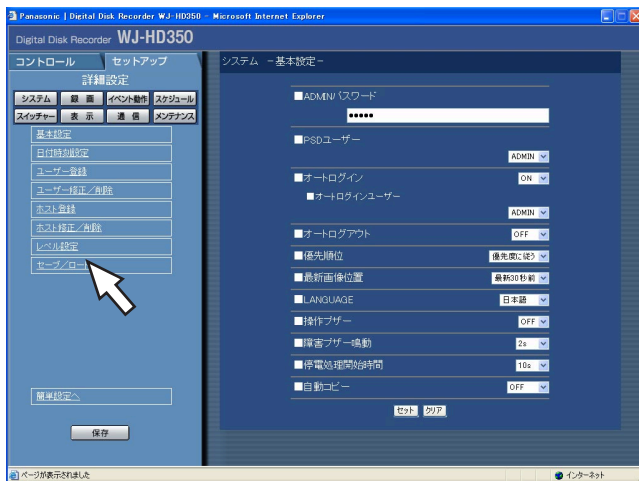 Panasonic | Digital Disk Recorder WJ-HD350 - Microsoft Internet Explorer
Digital Disk Recorder WJ-HD350
コントロール セットアップ
詳細設定
システム 録 画 イベント動作 スケジュール
スイッチャー 表 示 通 信 メンテナンス
基本設定
日付時刻設定
ユーザー登録
ユーザー修正／削除
ホスト登録
ホスト修正／削除
レベル設定
セーブ／ロード
簡単設定へ
保存
システム －基本設定－
■ADMINパスワード
●●●●●
■PSDユーザー
ADMIN
■オートログイン ON
■オートログインユーザー
ADMIN
■オートログアウト OFF
■優先順位 優先度に従う
■最新画像位置 最新30秒前
■LANGUAGE 日本語
■操作ブザー OFF
■障害ブザー鳴動 2s
■停電処理開始時間 10s
■自動コピー OFF
セット クリア
ページが表示されました インターネット